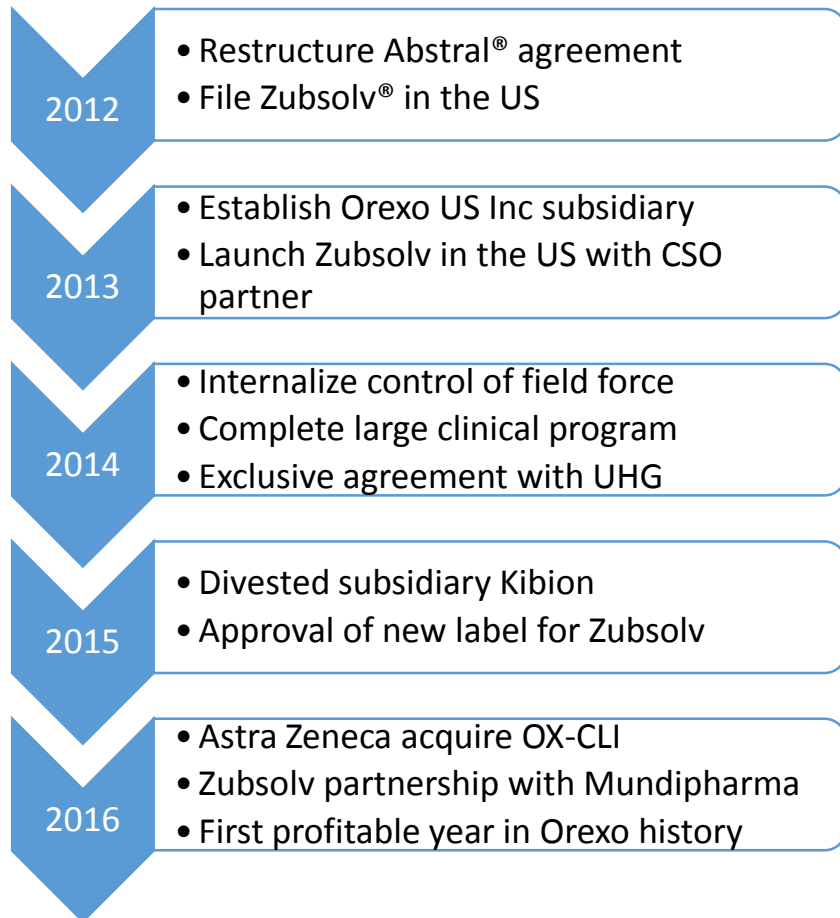 2012
• Restructure Abstral® agreement
• File Zubsolv® in the US
2013
• Establish Orexo US Inc subsidiary
• Launch Zubsolv in the US with CSO
partner
2014
• Internalize control of field force
• Complete large clinical program
• Exclusive agreement with UHG
2015
• Divested subsidiary Kibion
• Approval of new label for Zubsolv
2016
• Astra Zeneca acquire OX-CLI
• Zubsolv partnership with Mundipharma
• First profitable year in Orexo history